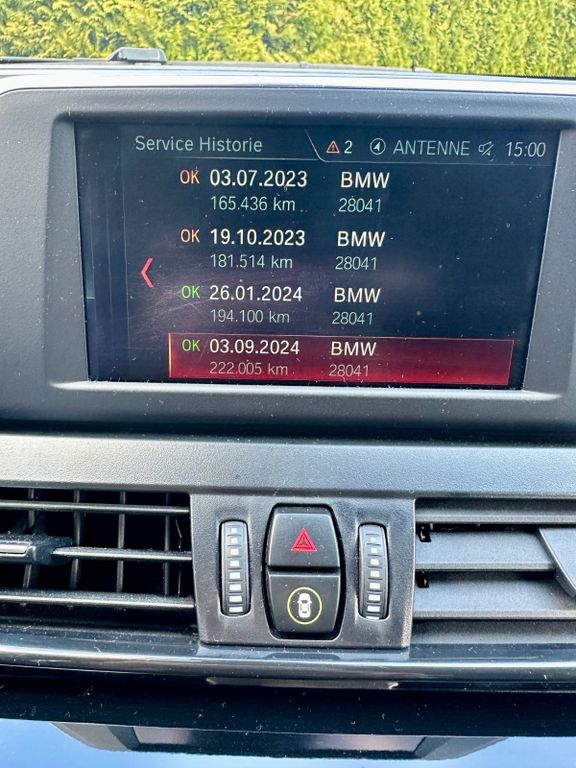 Service Historie 2 ANTENNE 15:00
OK 03.07.2023 BMW
165.436 km 28041
OK 19.10.2023 BMW
181.514 km 28041
OK 26.01.2024 BMW
194.100 km 28041
OK 03.09.2024 BMW
222.005 km 28041